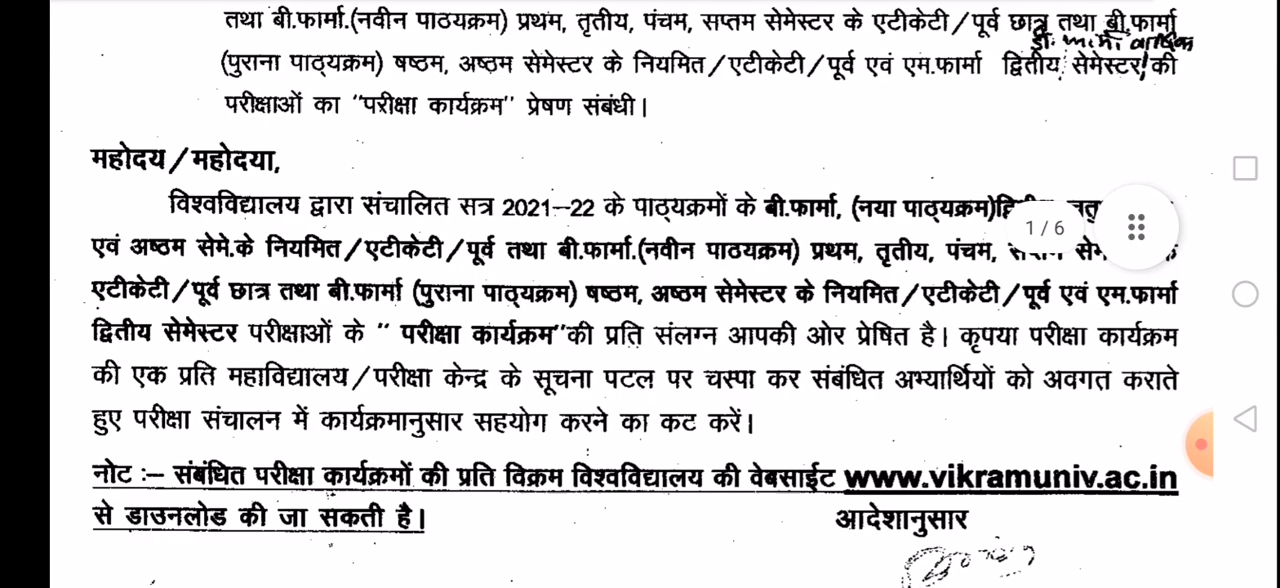 तथा बी.फार्मा.(नवीन पाठयक्रम) प्रथम, तृतीय, पंचम, सप्तम सेमेस्टर के एटीकेटी/पूर्व छात्र तथा बी.फार्मा
(पुराना पाठ्यक्रम) षष्ठम, अष्ठम सेमेस्टर के नियमित/एटीकेटी/पूर्व एवं एम.फार्मा द्वितीय सेमेस्टर की
परीक्षाओं का "परीक्षा कार्यक्रम" प्रेषण संबंधी।
महोदय/महोदया,
विश्वविद्यालय द्वारा संचालित सत्र 2021–22 के पाठ्यक्रमों के बी.फार्मा, (नया पाठ्यक्रम)
1 / 6
एवं अष्ठम सेमे.के नियमित/एटीकेटी/पूर्व तथा बी.फार्मा.(नवीन पाठयक्रम) प्रथम, तृतीय, पंचम,
एटीकेटी/पूर्व छात्र तथा बी.फार्मा (पुराना पाठ्यक्रम) षष्ठम, अष्ठम सेमेस्टर के नियमित/एटीकेटी/पूर्व एवं एम.फार्मा
द्वितीय सेमेस्टर परीक्षाओं के " परीक्षा कार्यक्रम"की प्रति संलग्न आपकी ओर प्रेषित है। कृपया परीक्षा कार्यक्रम
की एक प्रति महाविद्यालय/परीक्षा केन्द्र के सूचना पटल पर चस्पा कर संबंधित अभ्यार्थियों को अवगत कराते
हुए परीक्षा संचालन में कार्यक्रमानुसार सहयोग करने का कट करें।
नोट :– संबंधित परीक्षा कार्यक्रमों की प्रति विक्रम विश्वविद्यालय की वेबसाईट www.vikramuniv.ac.in
से डाउनलोड की जा सकती है।
आदेशानुसार